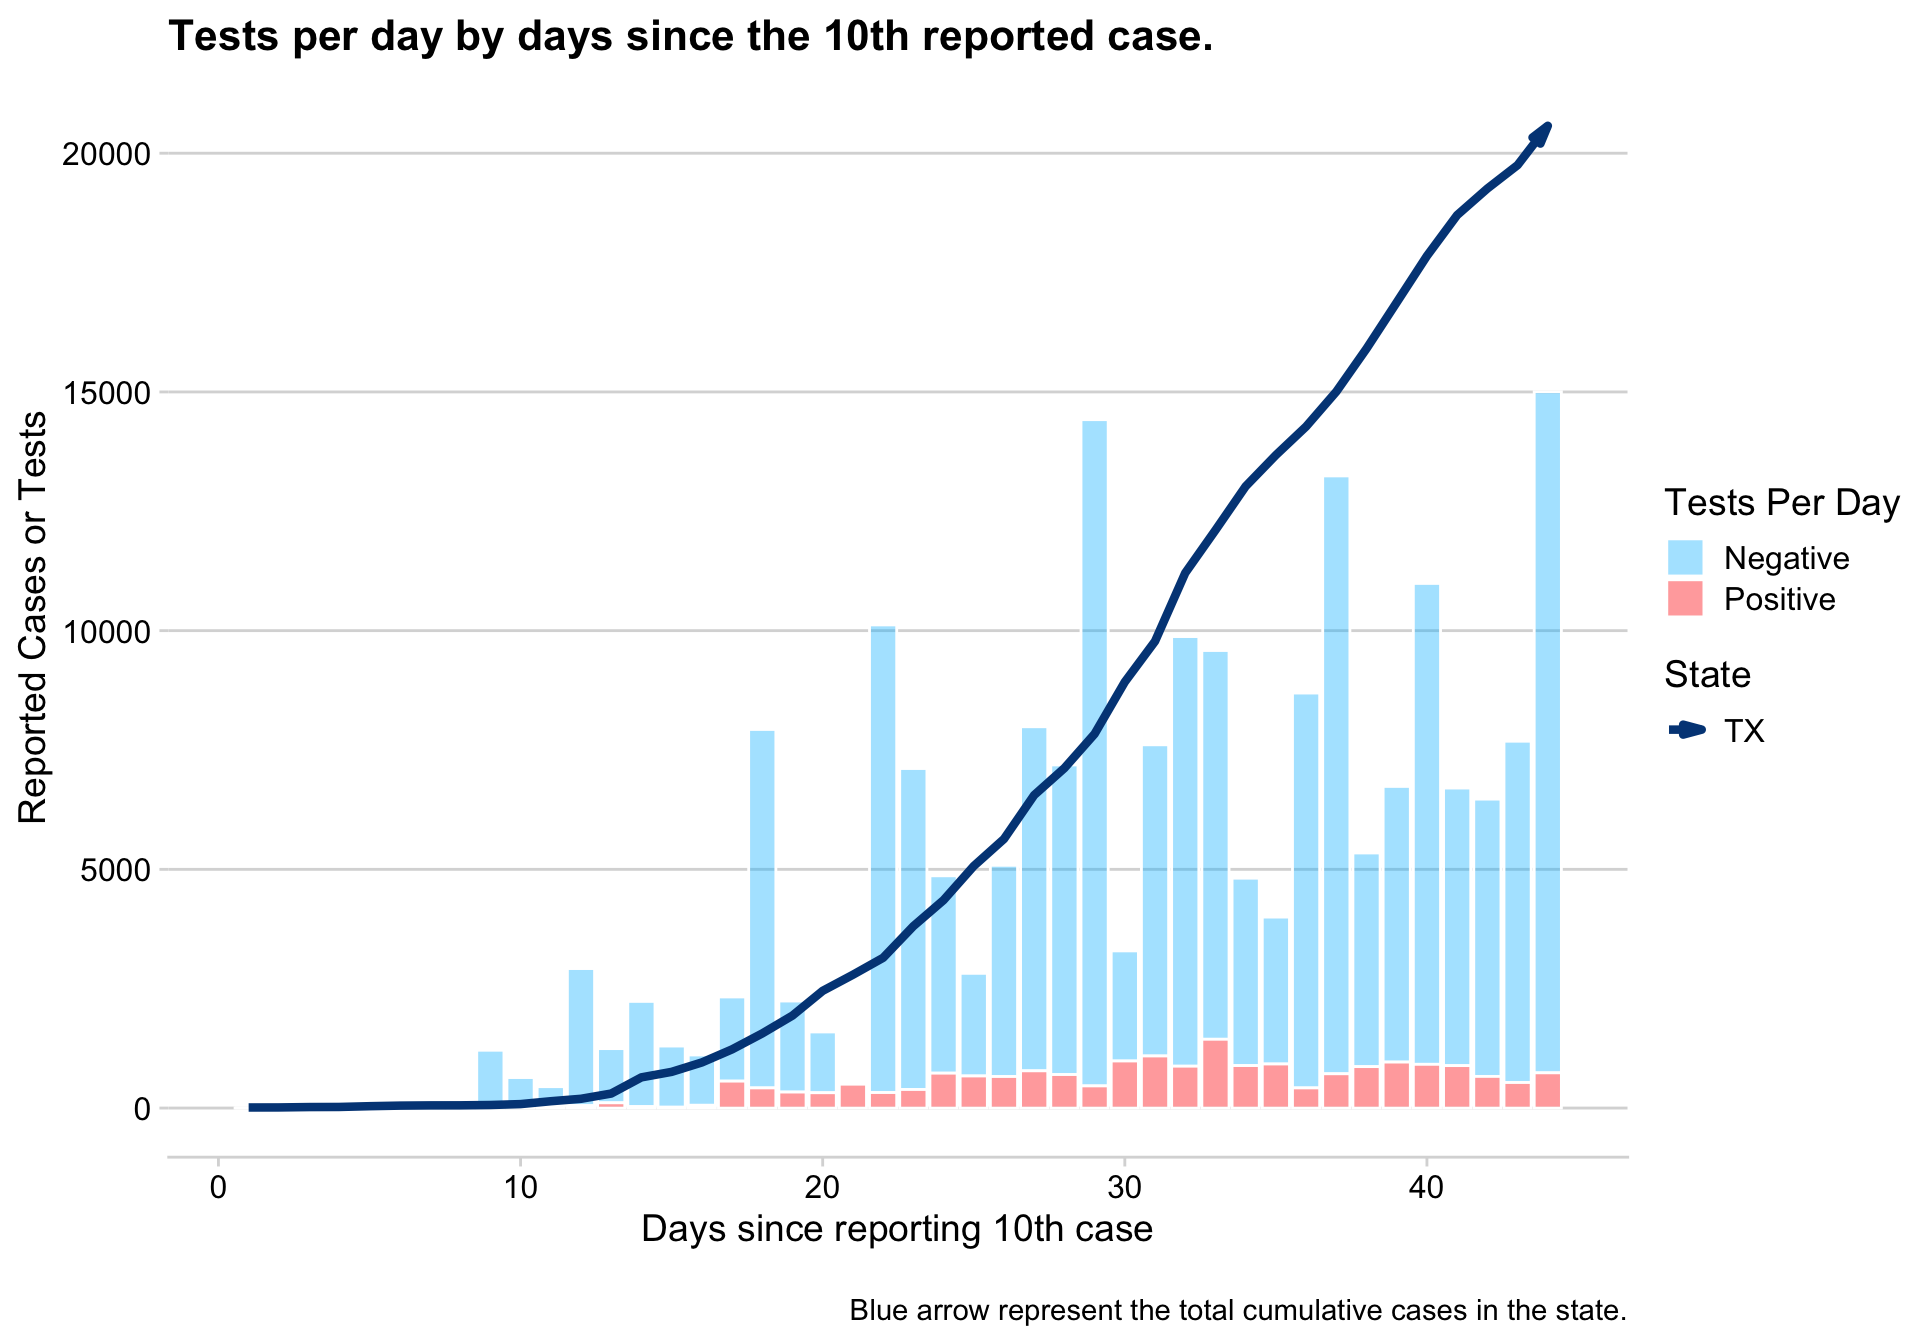 Tests per day by days since the 10th reported case.
20000
15000
10000
5000
0
Reported Cases or Tests
0 10 20 30 40
Days since reporting 10th case
Tests Per Day
Negative
Positive
State
TX
Blue arrow represent the total cumulative cases in the state.